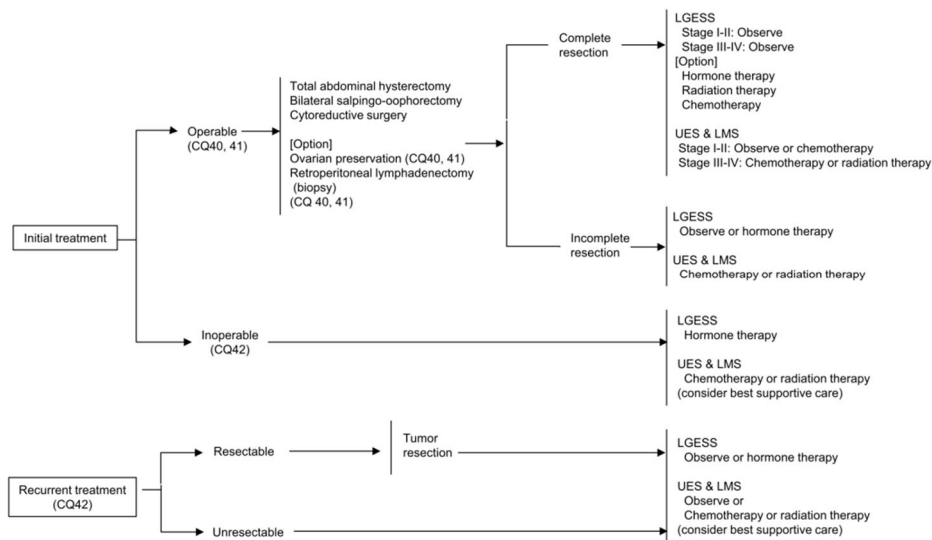 Initial treatment
Operable
(CQ40, 41)
Total abdominal hysterectomy
Bilateral salpingo-oophorectomy
Cytoreductive surgery
[Option]
Ovarian preservation (CQ40, 41)
Retroperitoneal lymphadenectomy
(biopsy)
(CQ 40, 41)
Complete
resection
LGESS
Stage I-II: Observe
Stage III-IV: Observe
[Option]
Hormone therapy
Radiation therapy
Chemotherapy
UES & LMS
Stage I-II: Observe or chemotherapy
Stage III-IV: Chemotherapy or radiation therapy
Incomplete
resection
LGESS
Observe or hormone therapy
UES & LMS
Chemotherapy or radiation therapy
Inoperable
(CQ42)
LGESS
Hormone therapy
UES & LMS
Chemotherapy or radiation therapy
(consider best supportive care)
Recurrent treatment
(CQ42)
Resectable
Tumor
resection
Unresectable
LGESS
Observe or hormone therapy
UES & LMS
Observe or
Chemotherapy or radiation therapy
(consider best supportive care)